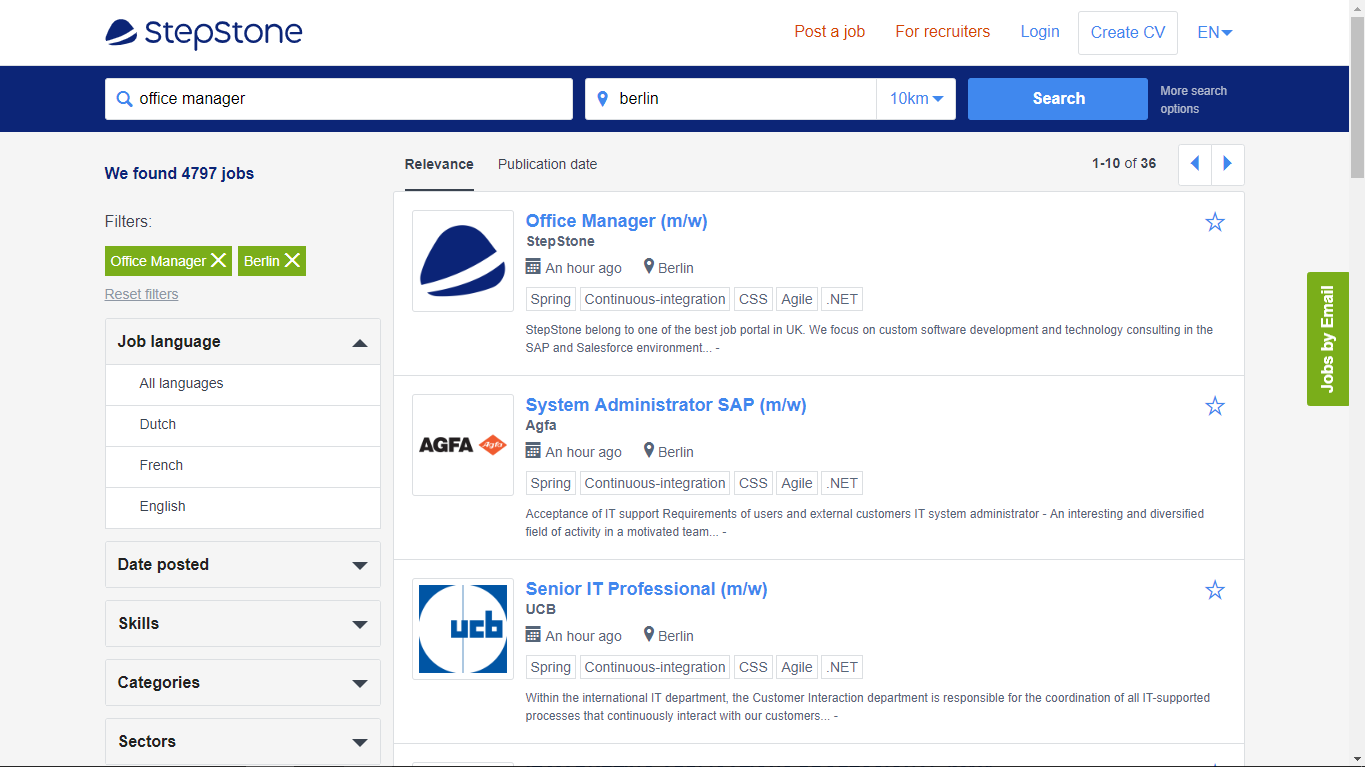 StepStone
Post a job
For recruiters
Login
Create CV
EN
office manager
berlin
10km
Search
More search
options
We found 4797 jobs
Relevance
Publication date
1-10 of 36
Filters:
Office Manager
Berlin
Reset filters
Job language
All languages
Dutch
French
English
Date posted
Skills
Categories
Sectors
Office Manager (m/w)
StepStone
An hour ago
Berlin
Spring
Continuous-integration
CSS
Agile
.NET
StepStone belong to one of the best job portal in UK. We focus on custom software development and technology consulting in the
SAP and Salesforce environment... -
AGFA
Agfa
System Administrator SAP (m/w)
Agfa
An hour ago
Berlin
Spring
Continuous-integration
CSS
Agile
.NET
Acceptance of IT support Requirements of users and external customers IT system administrator - An interesting and diversified
field of activity in a motivated team... -
ucb
Senior IT Professional (m/w)
UCB
An hour ago
Berlin
Spring
Continuous-integration
CSS
Agile
.NET
Within the international IT department, the Customer Interaction department is responsible for the coordination of all IT-supported
processes that continuously interact with our customers... -
Jobs by Email